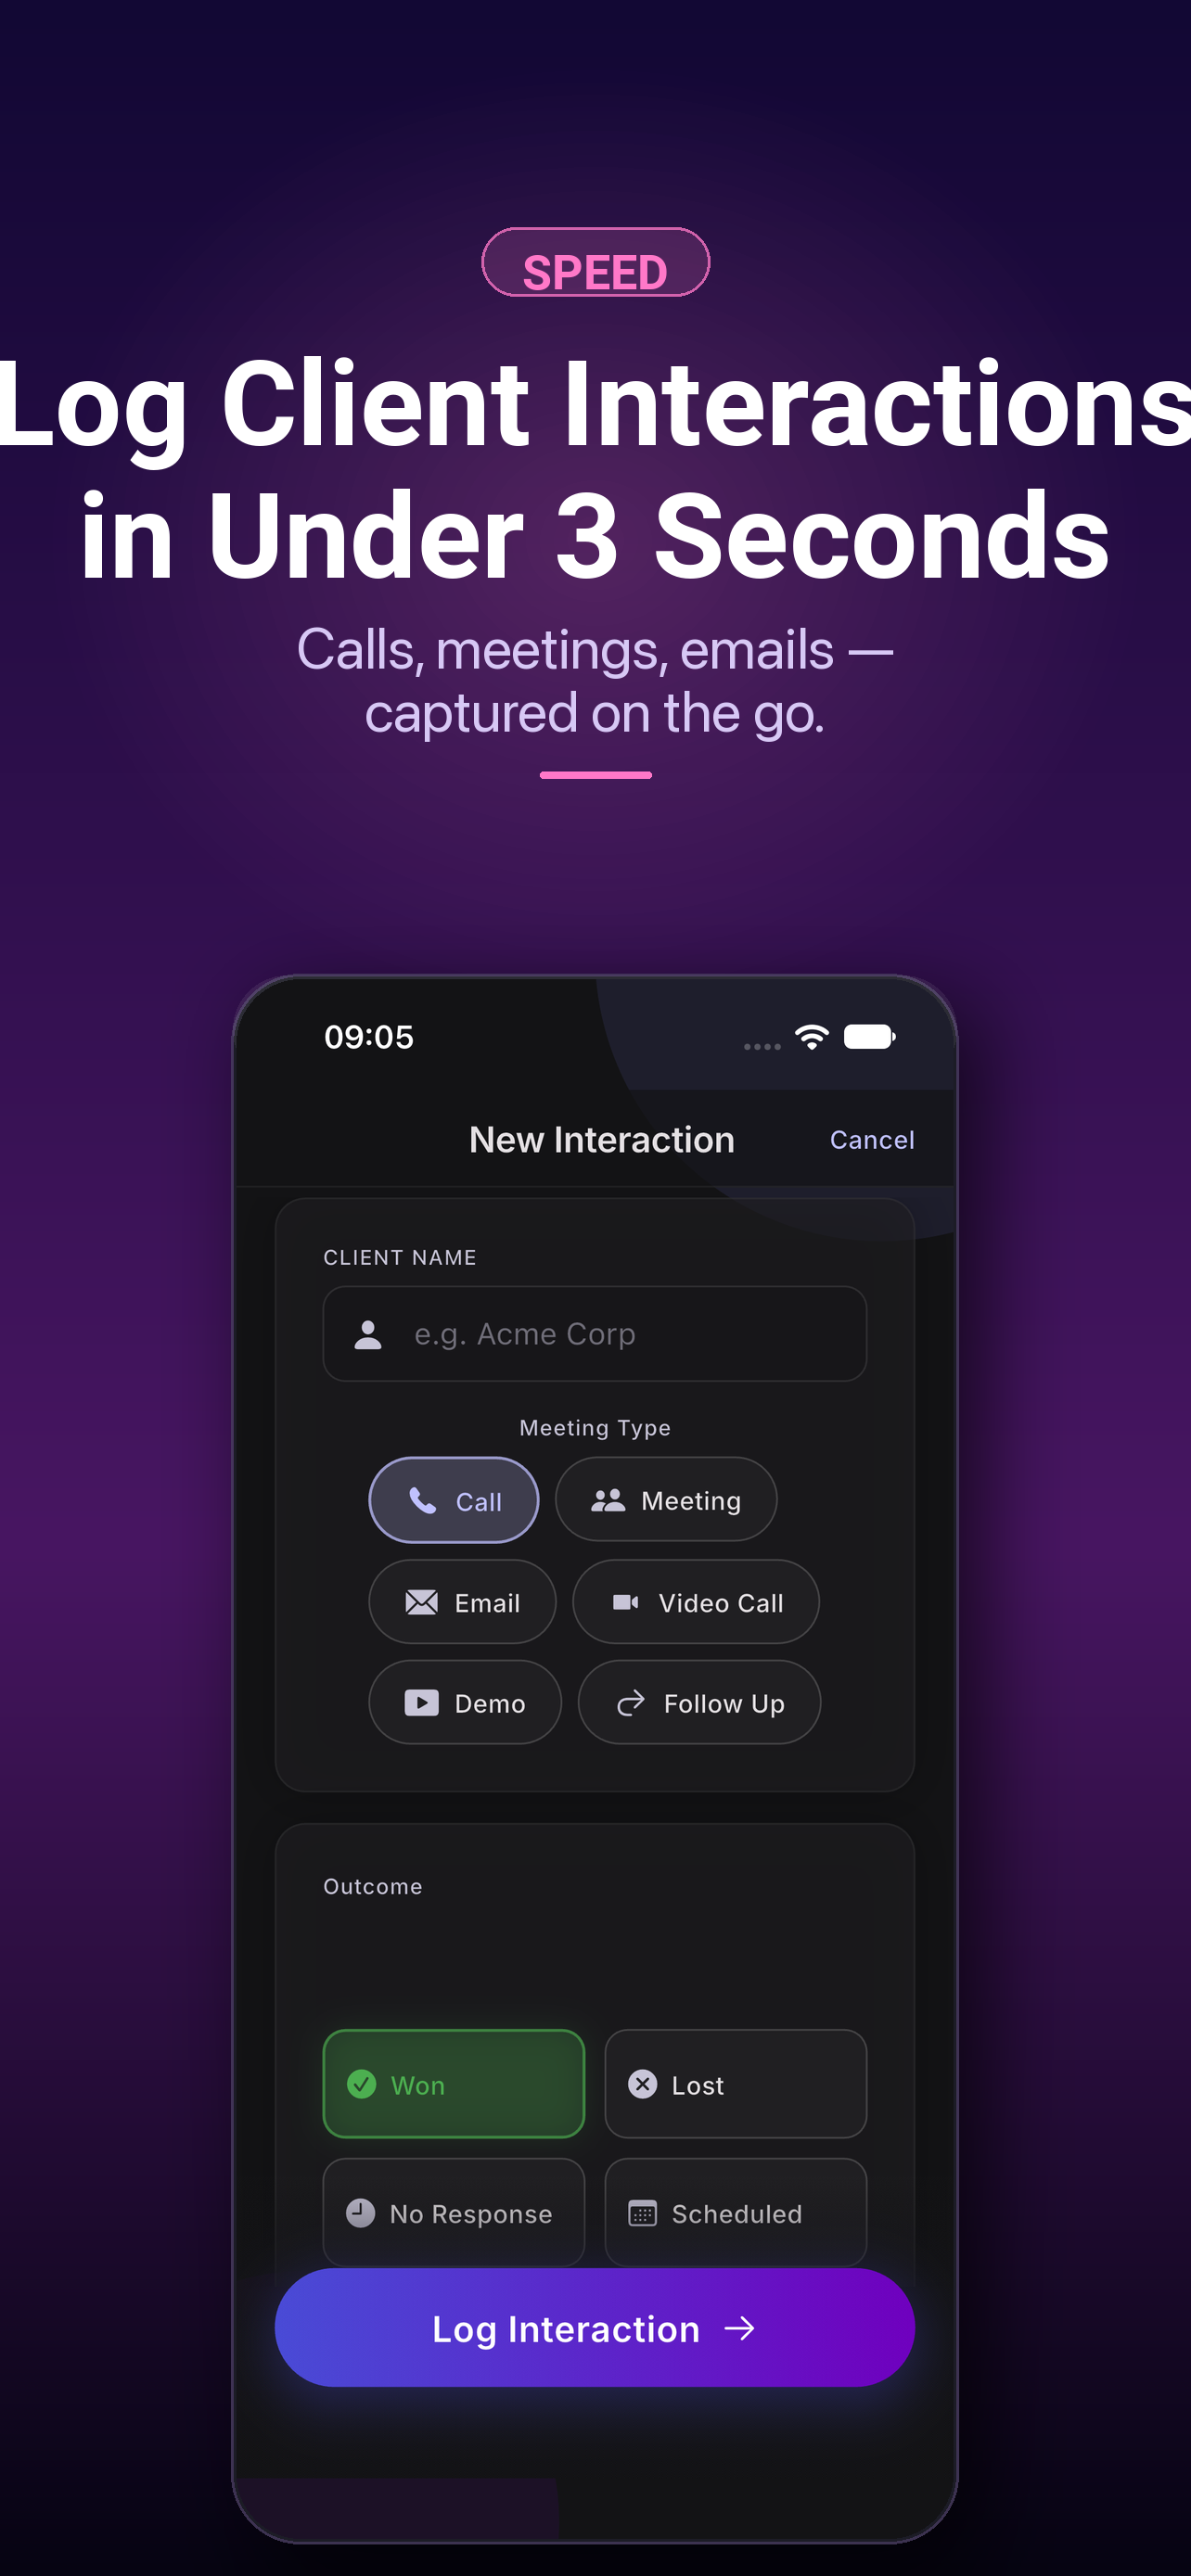 SPEED
Log Client Interactions
in Under 3 Seconds
Calls, meetings, emails —
captured on the go.
09:05
New Interaction
Cancel
CLIENT NAME
e.g. Acme Corp
Meeting Type
Call
Meeting
Email
Video Call
Demo
Follow Up
Outcome
Won
Lost
No Response
Scheduled
Log Interaction →